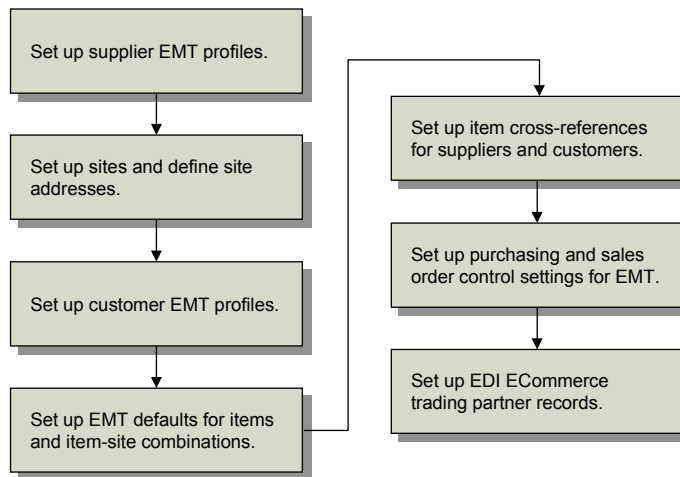 Set up supplier EMT profiles.
Set up sites and define site
addresses.
Set up customer EMT profiles.
Set up EMT defaults for items
and item-site combinations.
Set up item cross-references
for suppliers and customers.
Set up purchasing and sales
order control settings for EMT.
Set up EDI ECommerce
trading partner records.